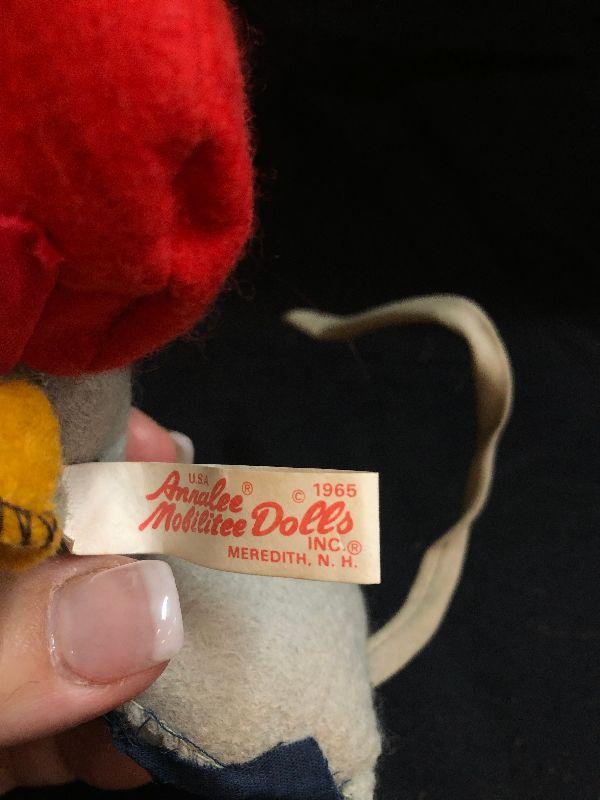 U.S.A
Annalee® © 1965
Mobilitee Dolls
INC.®
MEREDITH, N. H.